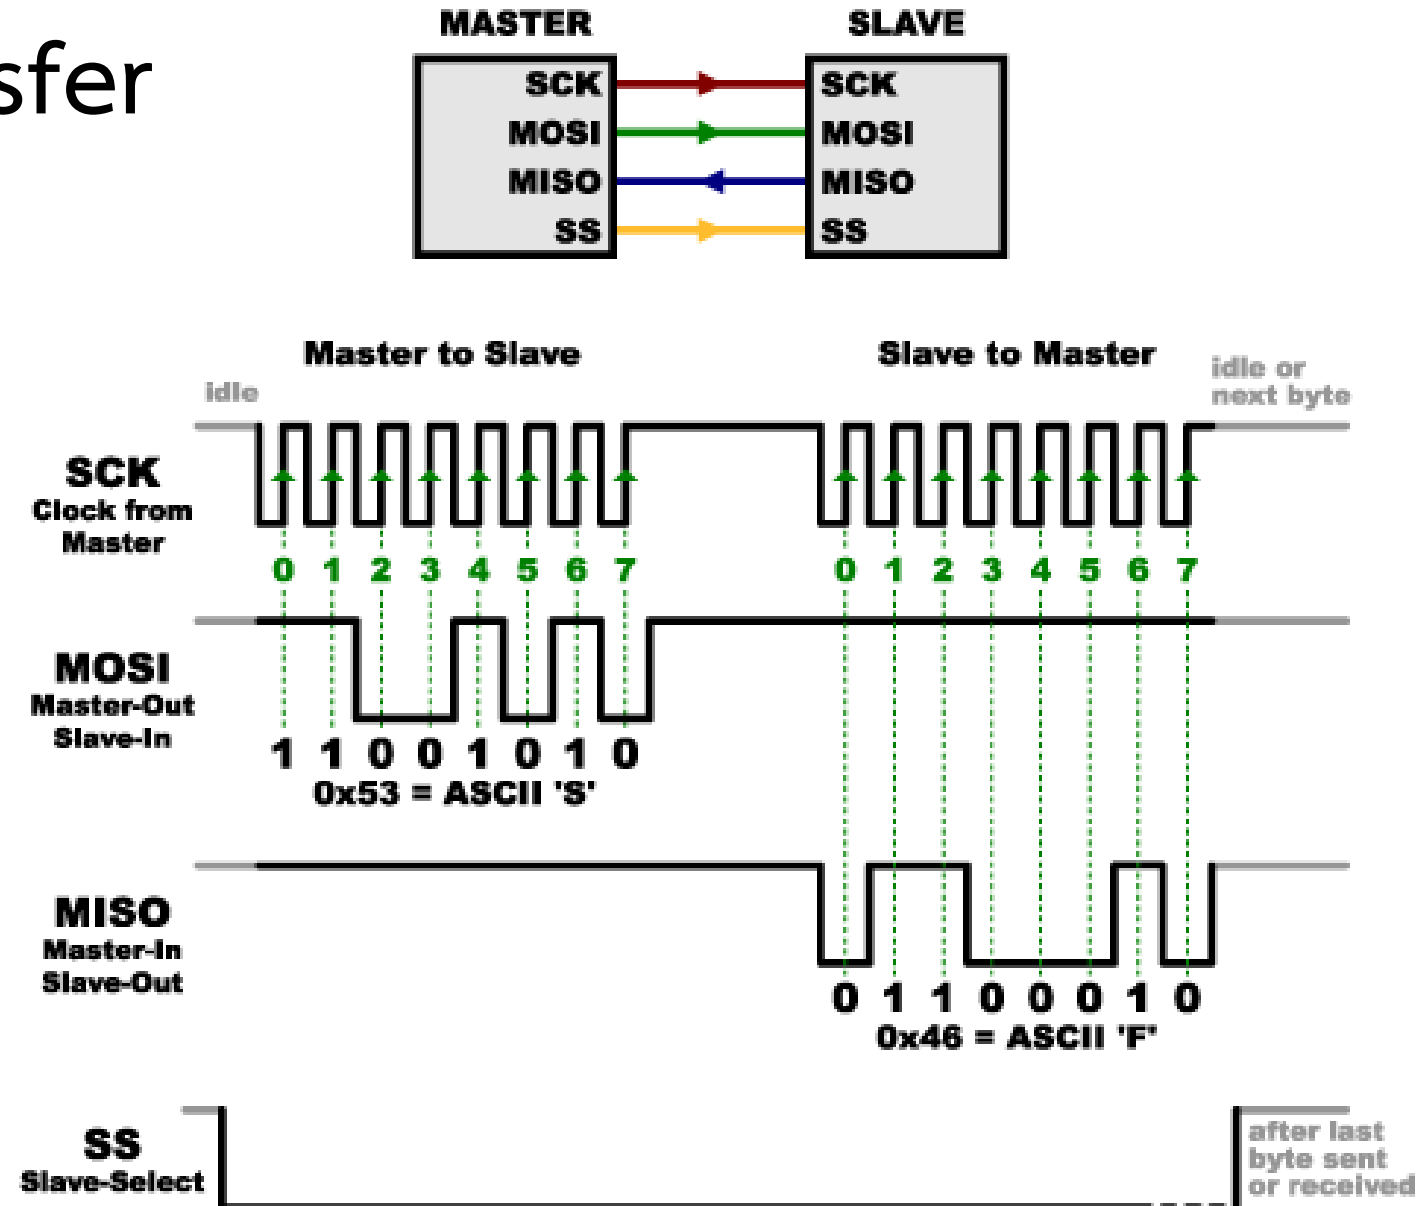 sfer
MASTER SLAVE
SCK SCK
MOSI MOSI
MISO MISO
SS SS
Master to Slave Slave to Master
idle
idle or
next byte
SCK
Clock from
Master
0 1 2 3 4 5 6 7 0 1 2 3 4 5 6 7
MOSI
Master-Out
Slave-In
1 1 0 0 1 0 1 0
0x53 = ASCII 'S'
MISO
Master-In
Slave-Out
0 1 1 0 0 0 1 0
0x46 = ASCII 'F'
SS
Slave-Select
after last
byte sent
or received